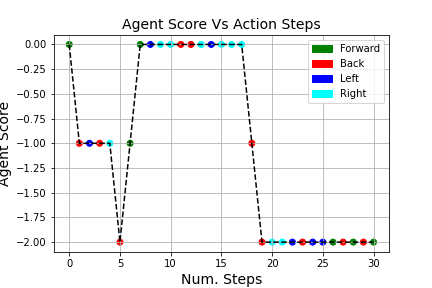 Agent Score Vs Action Steps
0.00
−0.25
−0.50
−0.75
−1.00
−1.25
−1.50
−1.75
−2.00
Agent Score
Forward
Back
Left
Right
0 5 10 15 20 25 30
Num. Steps